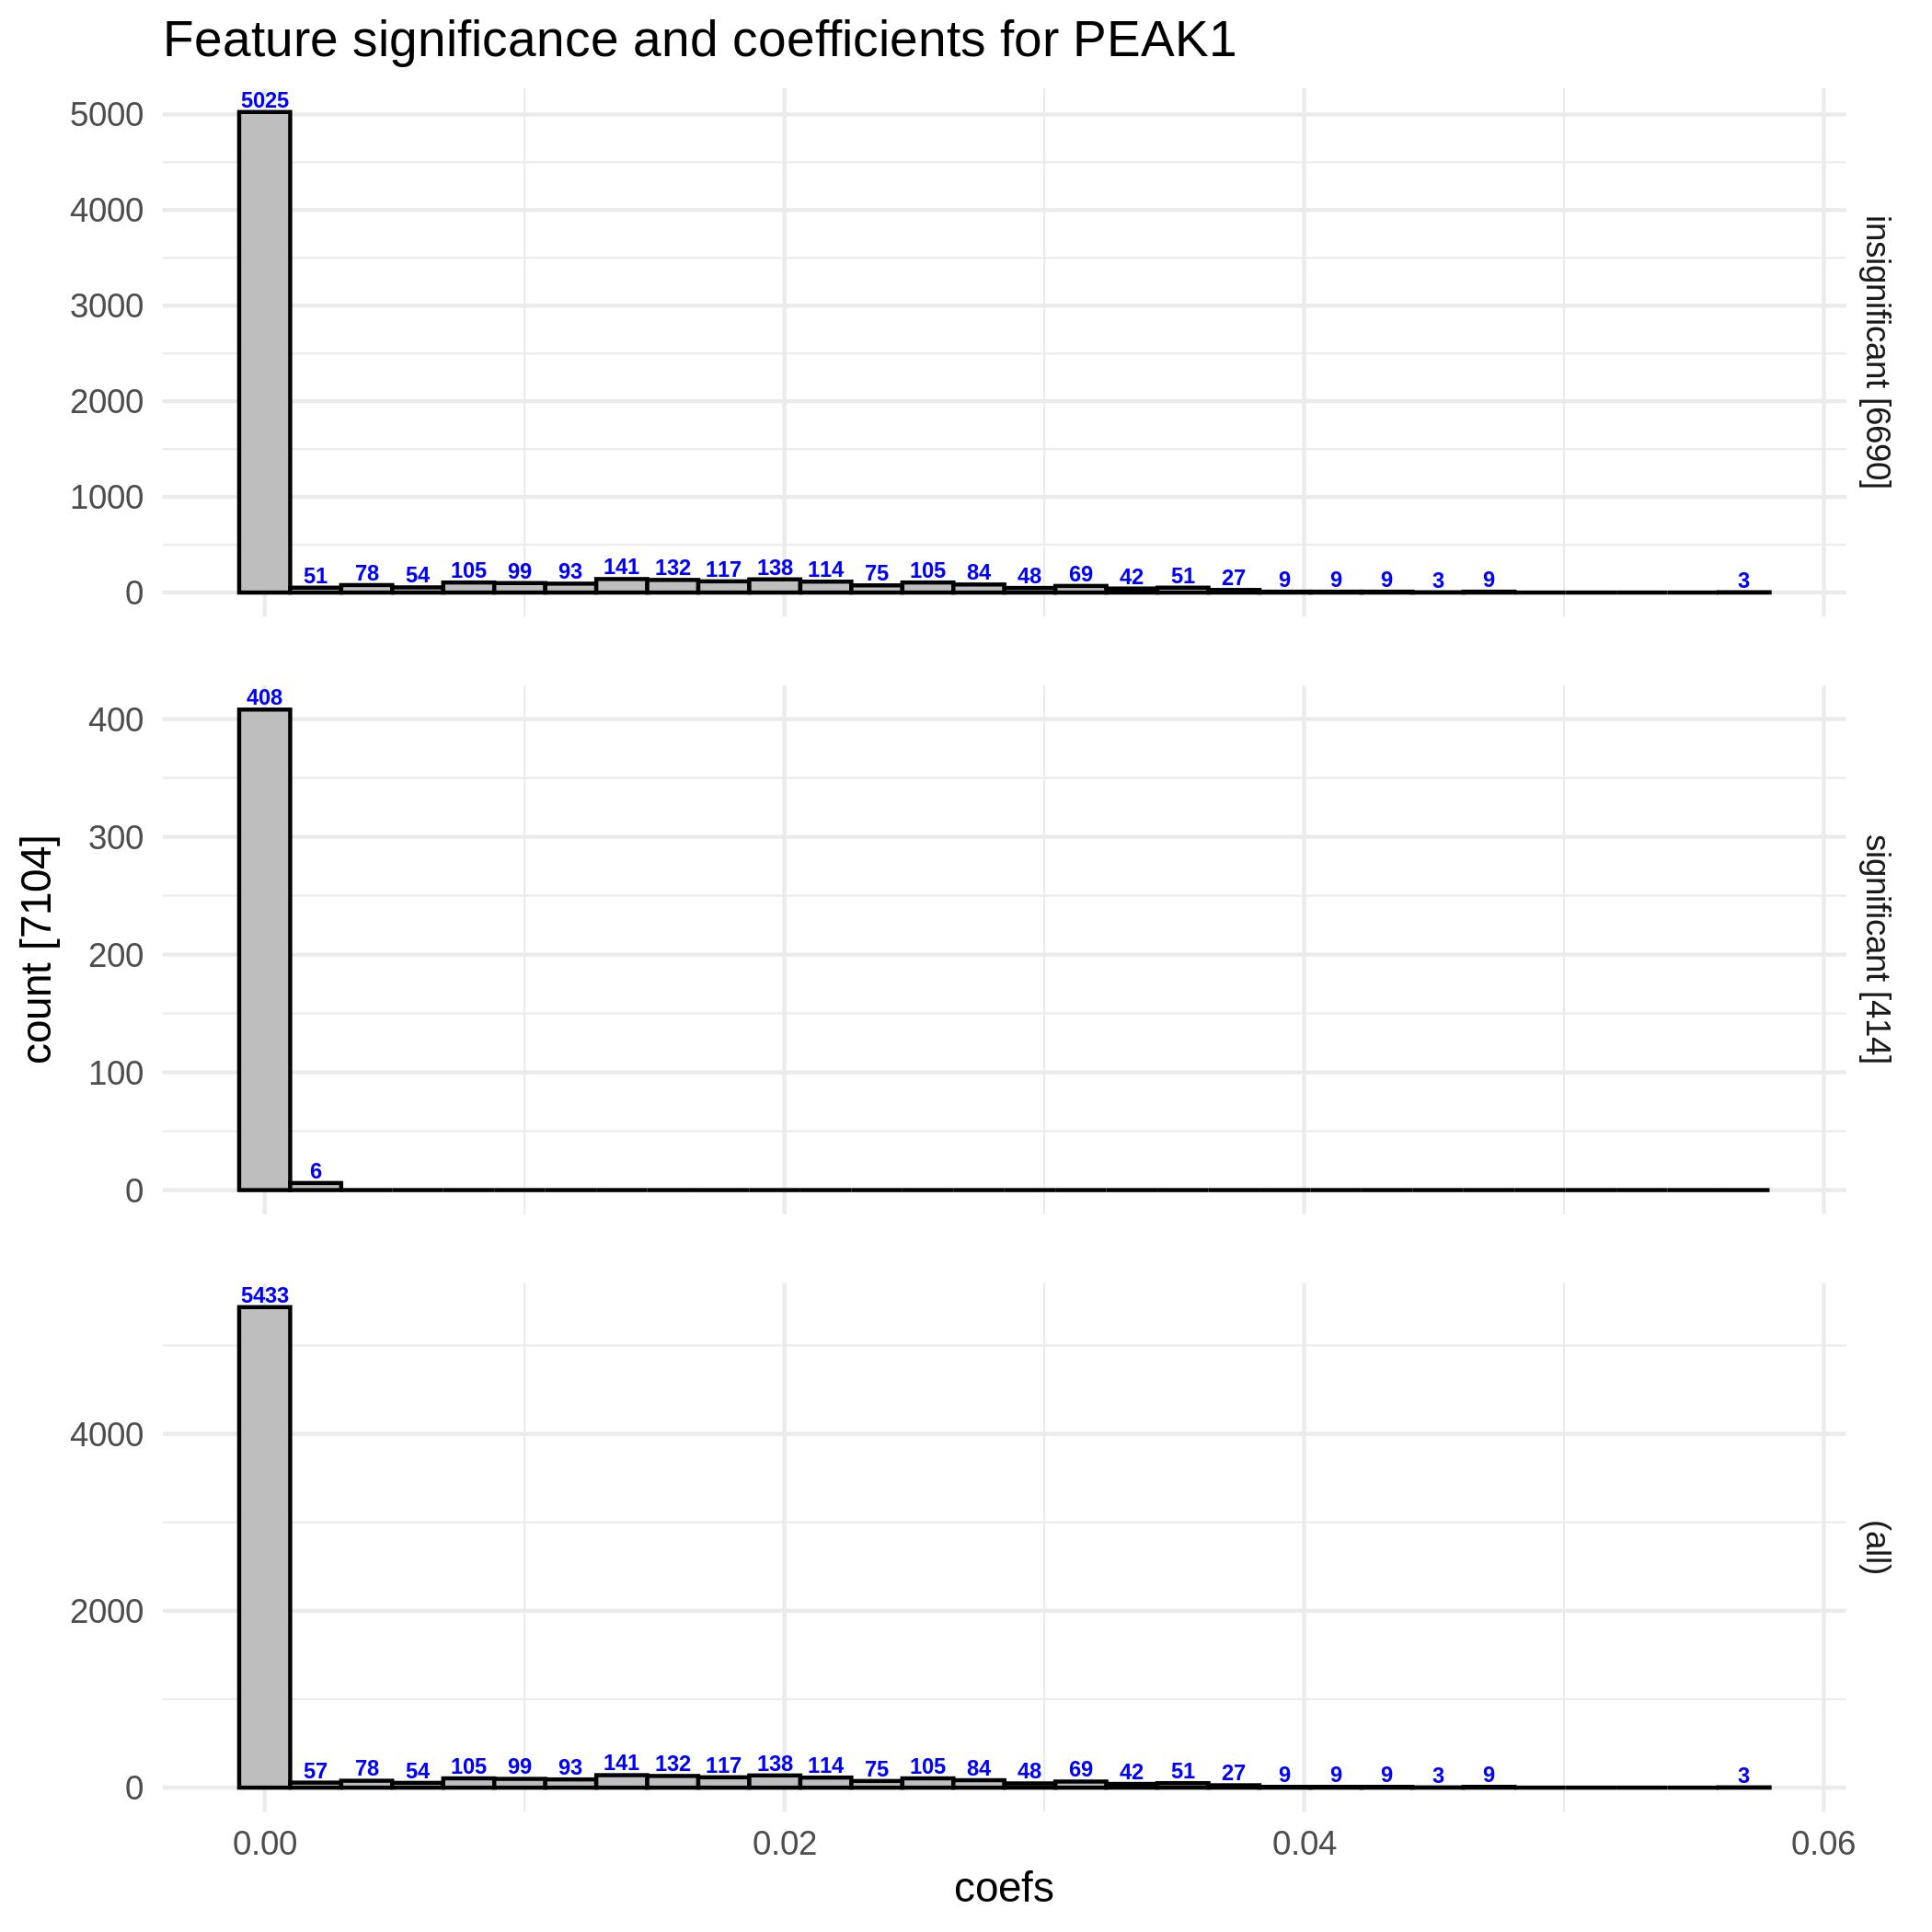 Feature significance and coefficients for PEAK1
5025
5000
4000
3000
2000
1000
0
51 78 54 105 99 93 141 132 117 138 114 75 105 84 48 69 42 51 27 9 9 9 3 9 3
insignificant [6690]
408
400
300
200
100
0
6
significant [414]
count [7104]
5433
4000
2000
0
57 78 54 105 99 93 141 132 117 138 114 75 105 84 48 69 42 51 27 9 9 9 3 9 3
(all)
0.00 0.02 0.04 0.06
coefs